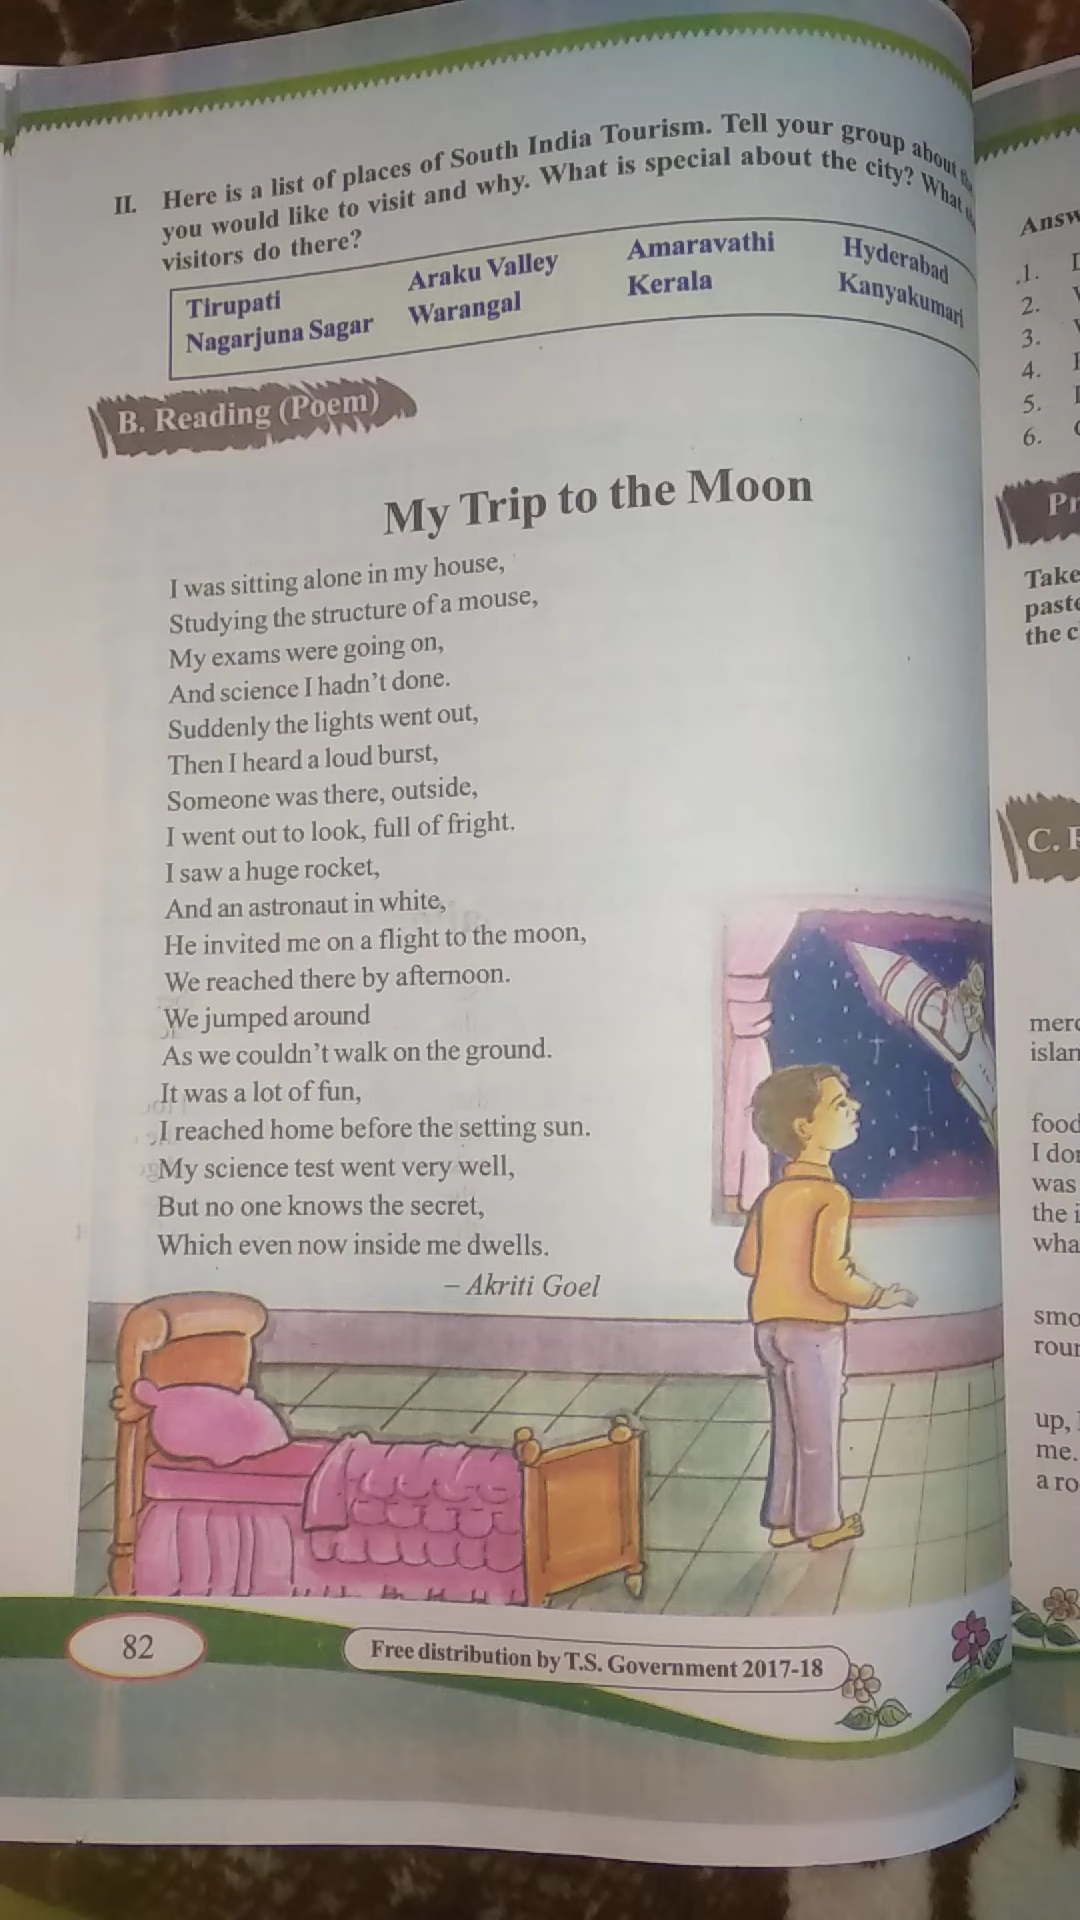 II. Here is a list of places of South India Tourism. Tell your group about
you would like to visit and why. What is special about the city? What
visitors do there?
Tirupati Araku Valley Amaravathi Hyderabad
Nagarjuna Sagar Warangal Kerala Kanyakumari
B. Reading (Poem)
My Trip to the Moon
I was sitting alone in my house,
Studying the structure of a mouse,
My exams were going on,
And science I hadn't done.
Suddenly the lights went out,
Then I heard a loud burst,
Someone was there, outside,
I went out to look, full of fright.
I saw a huge rocket,
And an astronaut in white,
He invited me on a flight to the moon,
We reached there by afternoon.
We jumped around
As we couldn't walk on the ground.
It was a lot of fun,
I reached home before the setting sun.
My science test went very well,
But no one knows the secret,
Which even now inside me dwells.
– Akriti Goel
82
Free distribution by T.S. Government 2017-18
1.
2.
3.
4.
5.
6.
Take
the c
C.
food
was
the i
up,
me.
a ro